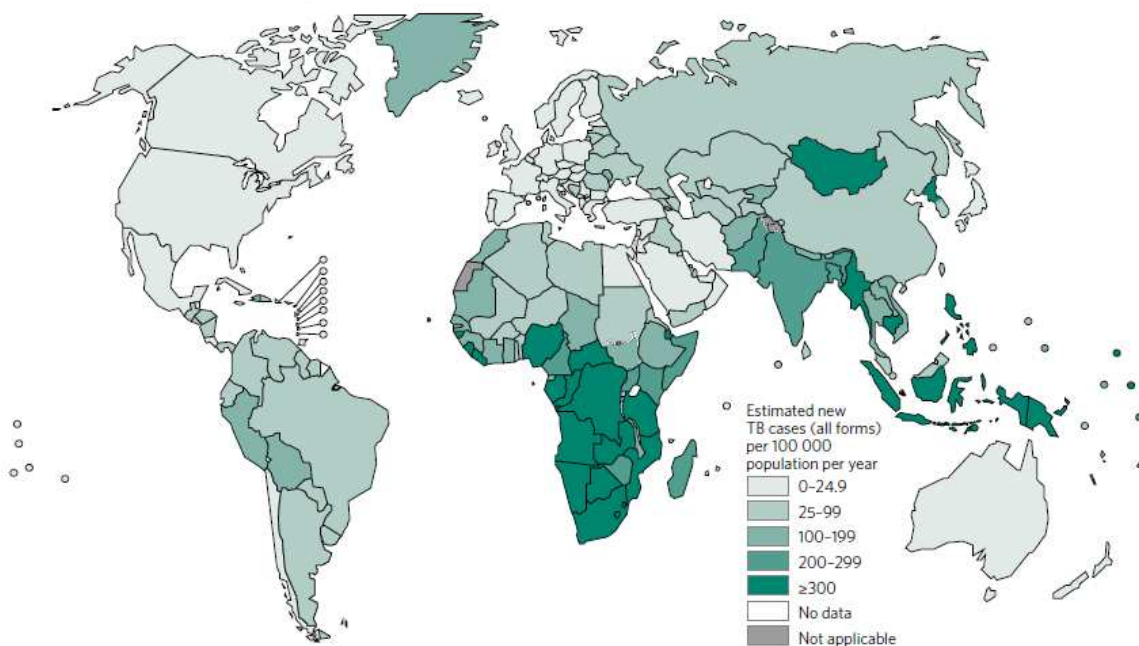 Estimated new
TB cases (all forms)
per 100 000
population per year
0–24.9
25–99
100–199
200–299
≥300
No data
Not applicable